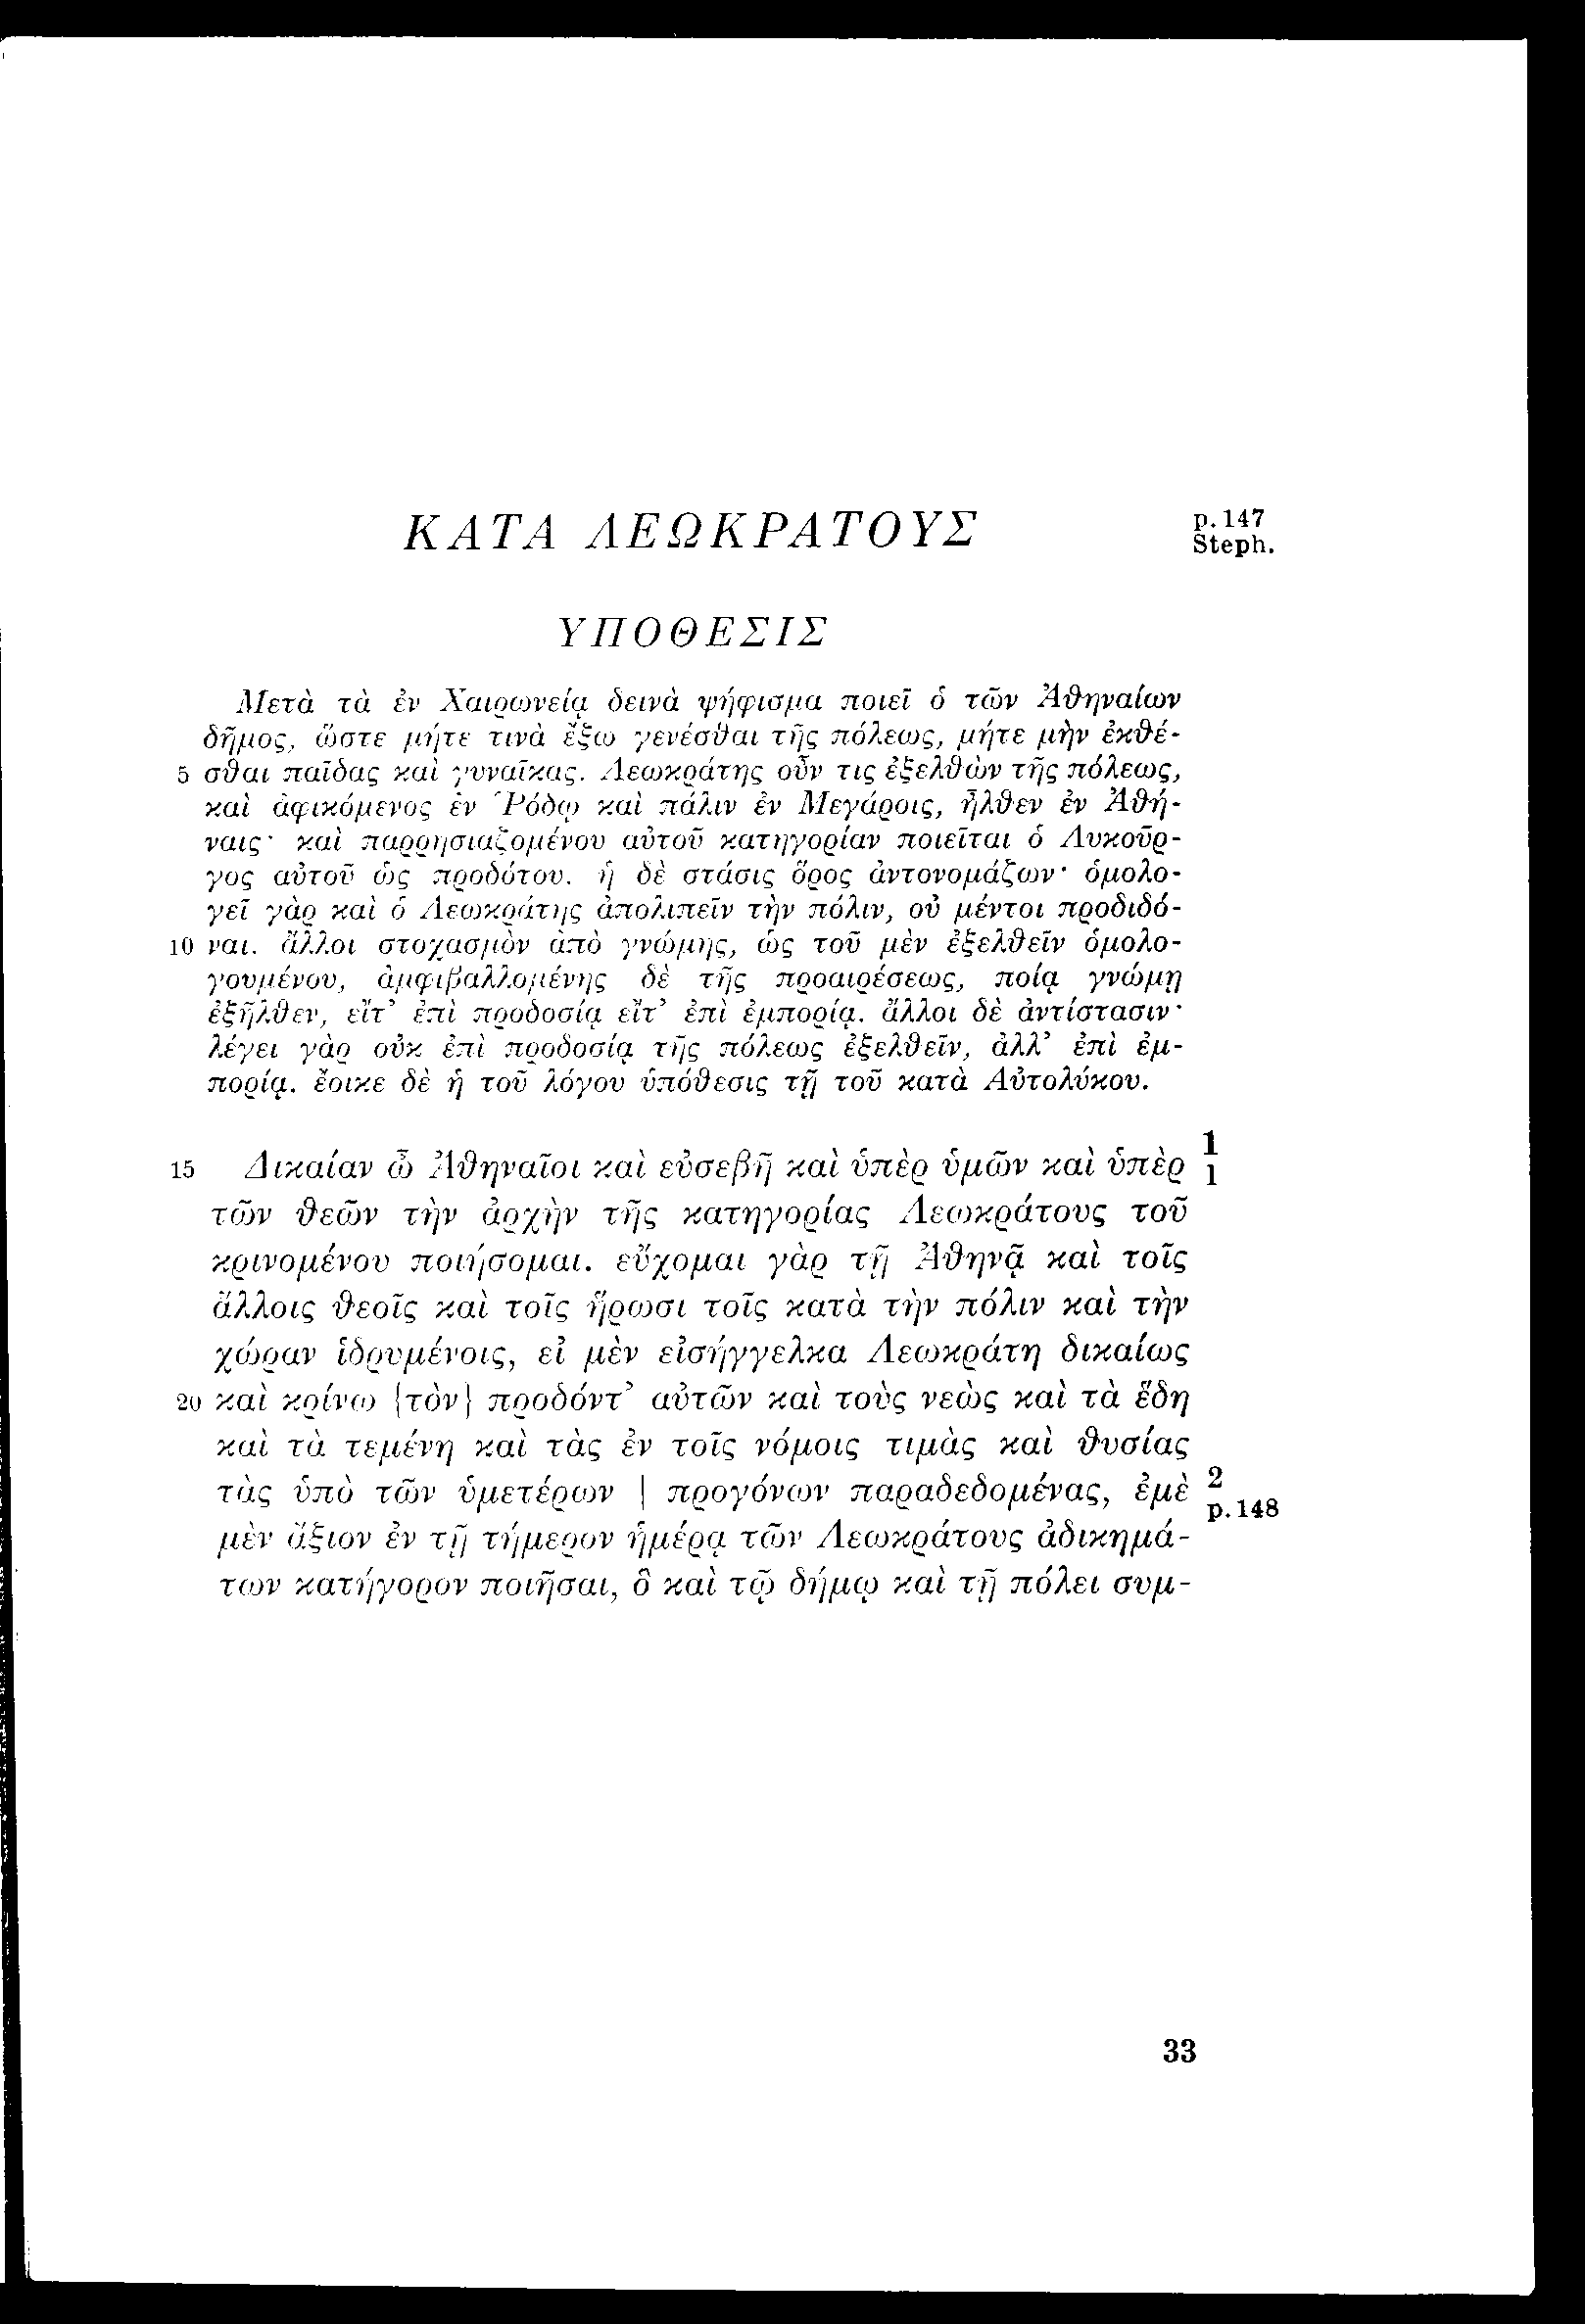 ΚΑΤΑ ΛΕΩΚΡΑΤΟΥΣ p. 147
Steph.
ΥΠΟΘΕΣΙΣ
Μετὰ τὰ ἐν Χαιρωνείᾳ δεινὰ ψήφισμα ποιεῖ ὁ τῶν Ἀθηναίων
δῆμος, ὥστε μήτε τινὰ ἔξω γενέσθαι τῆς πόλεως, μήτε μὴν ἐκθέ-
5 σθαι παῖδας καὶ γυναῖκας. Λεωκράτης οὖν τις ἐξελθὼν τῆς πόλεως,
καὶ ἀφικόμενος ἐν Ῥόδῳ καὶ πάλιν ἐν Μεγάροις, ἦλθεν ἐν Ἀθή-
ναις· καὶ παρρησιαζομένου αὐτοῦ κατηγορίαν ποιεῖται ὁ Λυκοῦρ-
γος αὐτοῦ ὡς προδότου. ἡ δὲ στάσις ὅρος ἀντονομάζων· ὁμολο-
γεῖ γὰρ καὶ ὁ Λεωκράτης ἀπολιπεῖν τὴν πόλιν, οὐ μέντοι προδιδό-
10 ναι. ἄλλοι στοχασμὸν ἀπὸ γνώμης, ὡς τοῦ μὲν ἐξελθεῖν ὁμολο-
γουμένου, ἀμφιβαλλομένης δὲ τῆς προαιρέσεως, ποίᾳ γνώμῃ
ἐξῆλθεν, εἴτ’ ἐπὶ προδοσίᾳ εἴτ’ ἐπὶ ἐμπορίᾳ. ἄλλοι δὲ ἀντίστασιν·
λέγει γὰρ οὐκ ἐπὶ προδοσίᾳ τῆς πόλεως ἐξελθεῖν, ἀλλ’ ἐπὶ ἐμ-
πορίᾳ. ἔοικε δὲ ἡ τοῦ λόγου ὑπόθεσις τῇ τοῦ κατὰ Αὐτολύκου.
1
15 Δικαίαν ὦ Ἀθηναῖοι καὶ εὐσεβῆ καὶ ὑπὲρ ὑμῶν καὶ ὑπὲρ 1
τῶν θεῶν τὴν ἀρχὴν τῆς κατηγορίας Λεωκράτους τοῦ
κρινομένου ποιήσομαι. εὔχομαι γὰρ τῇ Ἀθηνᾷ καὶ τοῖς
ἄλλοις θεοῖς καὶ τοῖς ἥρωσι τοῖς κατὰ τὴν πόλιν καὶ τὴν
χώραν ἱδρυμένοις, εἰ μὲν εἰσήγγελκα Λεωκράτη δικαίως
20 καὶ κρίνω {τὸν} προδόντ’ αὐτῶν καὶ τοὺς νεὼς καὶ τὰ ἕδη
καὶ τὰ τεμένη καὶ τὰς ἐν τοῖς νόμοις τιμὰς καὶ θυσίας
τὰς ὑπὸ τῶν ὑμετέρων | προγόνων παραδεδομένας, ἐμὲ 2
p. 148
μὲν ἄξιον ἐν τῇ τήμερον ἡμέρᾳ τῶν Λεωκράτους ἀδικημά-
των κατήγορον ποιῆσαι, ὃ καὶ τῷ δήμῳ καὶ τῇ πόλει συμ-
33